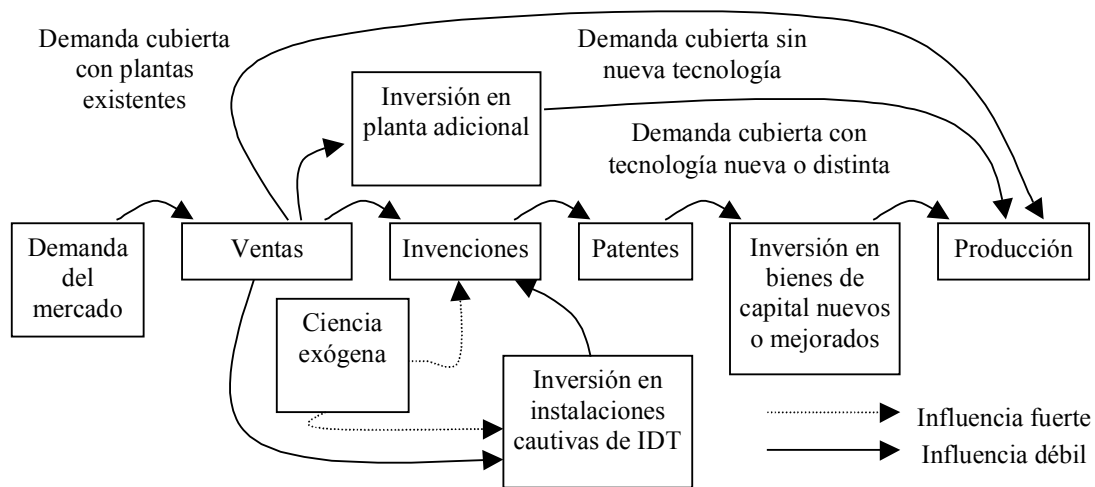 Demanda cubierta
con plantas
existentes
Demanda cubierta sin
nueva tecnología
Inversión en
planta adicional
Demanda cubierta con
tecnología nueva o distinta
Demanda
del
mercado
Ventas
Invenciones
Patentes
Inversión en
bienes de
capital nuevos
o mejorados
Producción
Ciencia
exógena
Inversión en
instalaciones
cautivas de IDT
Influencia fuerte
Influencia débil